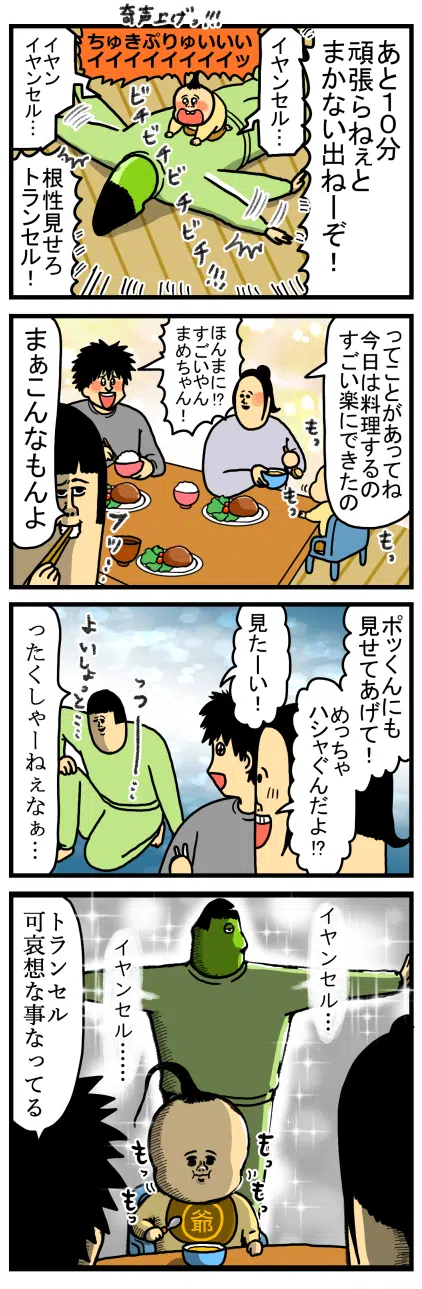 奇声上げっ!!!
あと10分
頑張らねぇと
まかない出ねーぞ!
ちゅきぷりゅいいい
イイイイイイイイイッ
イヤンセル…
イヤン
イヤンセル…
ビチビチビチビチ!!!
根性見せろ
トランセル!
ってことがあってね
今日は料理するの
すごい楽にできたの
ほんまに!?
すごいやん
まめちゃん!
もっ
もっ
まぁこんなもんよ
プッ…
ポッくんにも
見せてあげて!
めっちゃ
ハシャぐんだよ!?
見たーい!
っつ
よいしょっと…
ったくしゃーねぇなぁ…
イヤンセル…
イヤンセル……
トランセル
可哀想な事なってる
もっ
もっ
もっ
もっ
爺